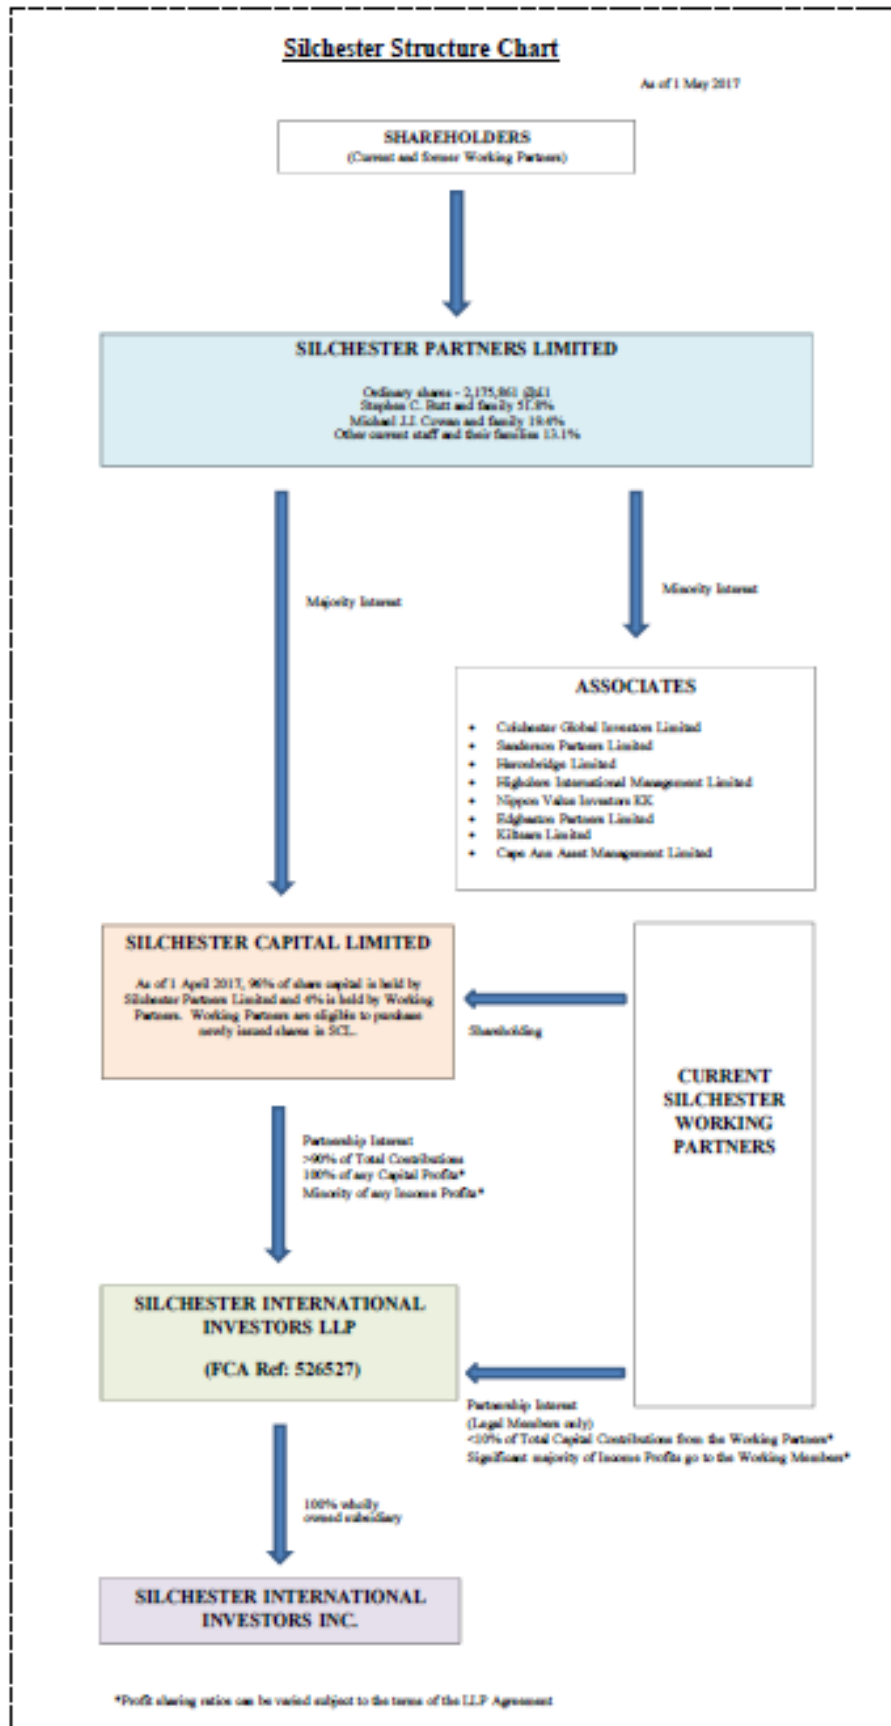 Silchester Structure Chart
As of 1 May 2017
SHAREHOLDERS
(Current and former Working Partners)
SILCHESTER PARTNERS LIMITED
Ordinary shares - 2,175,861 @£1
Stephen C. Butt and family 51.8%
Michael J.J. Cowan and family 19.6%
Other current staff and their families 13.1%
Majority Interest
Minority Interest
ASSOCIATES
• Colchester Global Investors Limited
• Sanderson Partners Limited
• Heronbridge Limited
• Highclere International Management Limited
• Nippon Value Investors KK
• Edgbaston Partners Limited
• Kiltearn Limited
• Cape Ann Asset Management Limited
SILCHESTER CAPITAL LIMITED
As of 1 April 2017, 96% of share capital is held by
Silchester Partners Limited and 4% is held by Working
Partners. Working Partners are eligible to purchase
newly issued shares in SCL.
Shareholding
CURRENT
SILCHESTER
WORKING
PARTNERS
Partnership Interest
>90% of Total Contributions
100% of any Capital Profits*
Minority of any Income Profits*
SILCHESTER INTERNATIONAL
INVESTORS LLP
(FCA Ref: 526527)
Partnership Interest
(Legal Members only)
<10% of Total Capital Contributions from the Working Partners*
Significant majority of Income Profits go to the Working Members*
100% wholly
owned subsidiary
SILCHESTER INTERNATIONAL
INVESTORS INC.
*Profit sharing ratios can be varied subject to the terms of the LLP Agreement